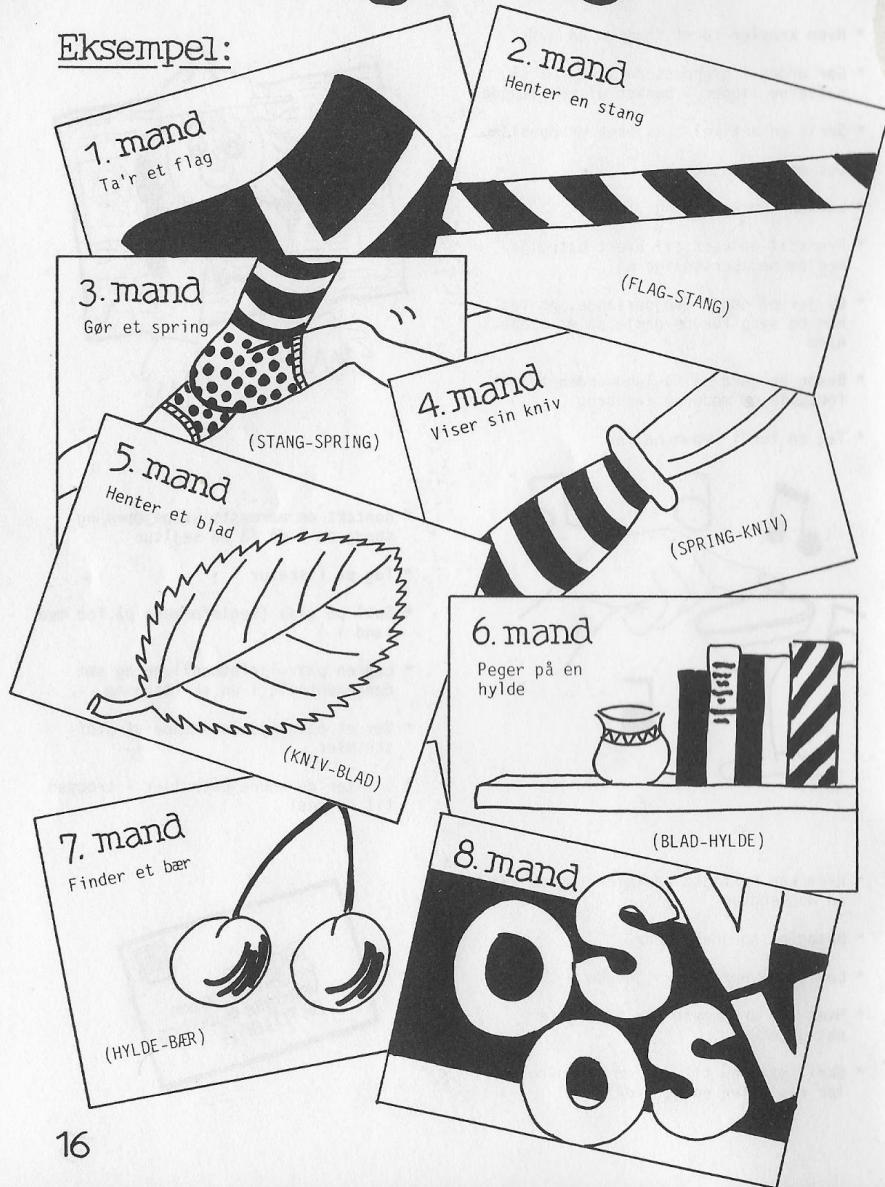 Eksempel:
1. mand
Ta'r et flag
2. mand
Henter en stang
(FLAG-STANG)
3. mand
Gør et spring
(STANG-SPRING)
4. mand
Viser sin kniv
(SPRING-KNIV)
5. mand
Henter et blad
(KNIV-BLAD)
6. mand
Peger på en
hylde
(BLAD-HYLDE)
7. mand
Finder et bær
(HYLDE-BÆR)
8. mand
OSV
OSV
16